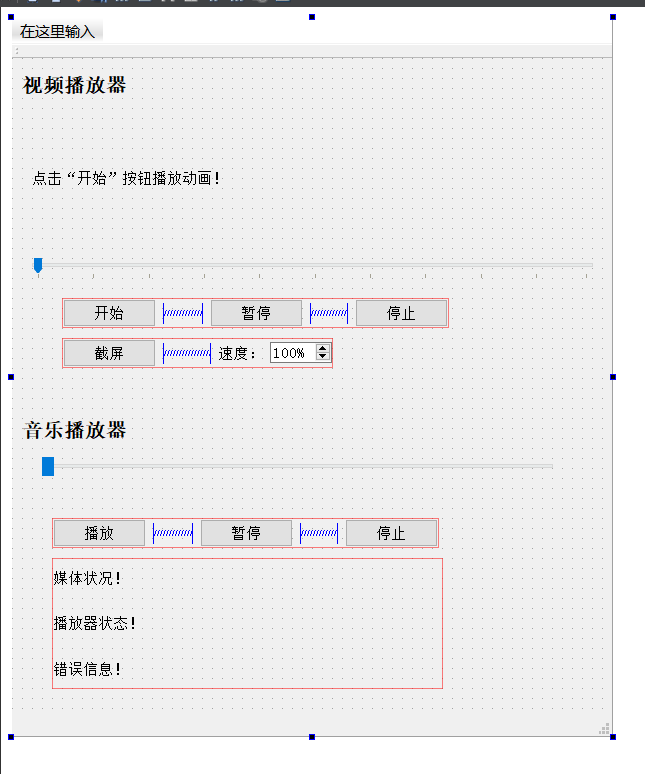 在这里输入
视频播放器
点击“开始”按钮播放动画！
开始 暂停 停止
截屏 速度： 100%
音乐播放器
播放 暂停 停止
媒体状况！
播放器状态！
错误信息！